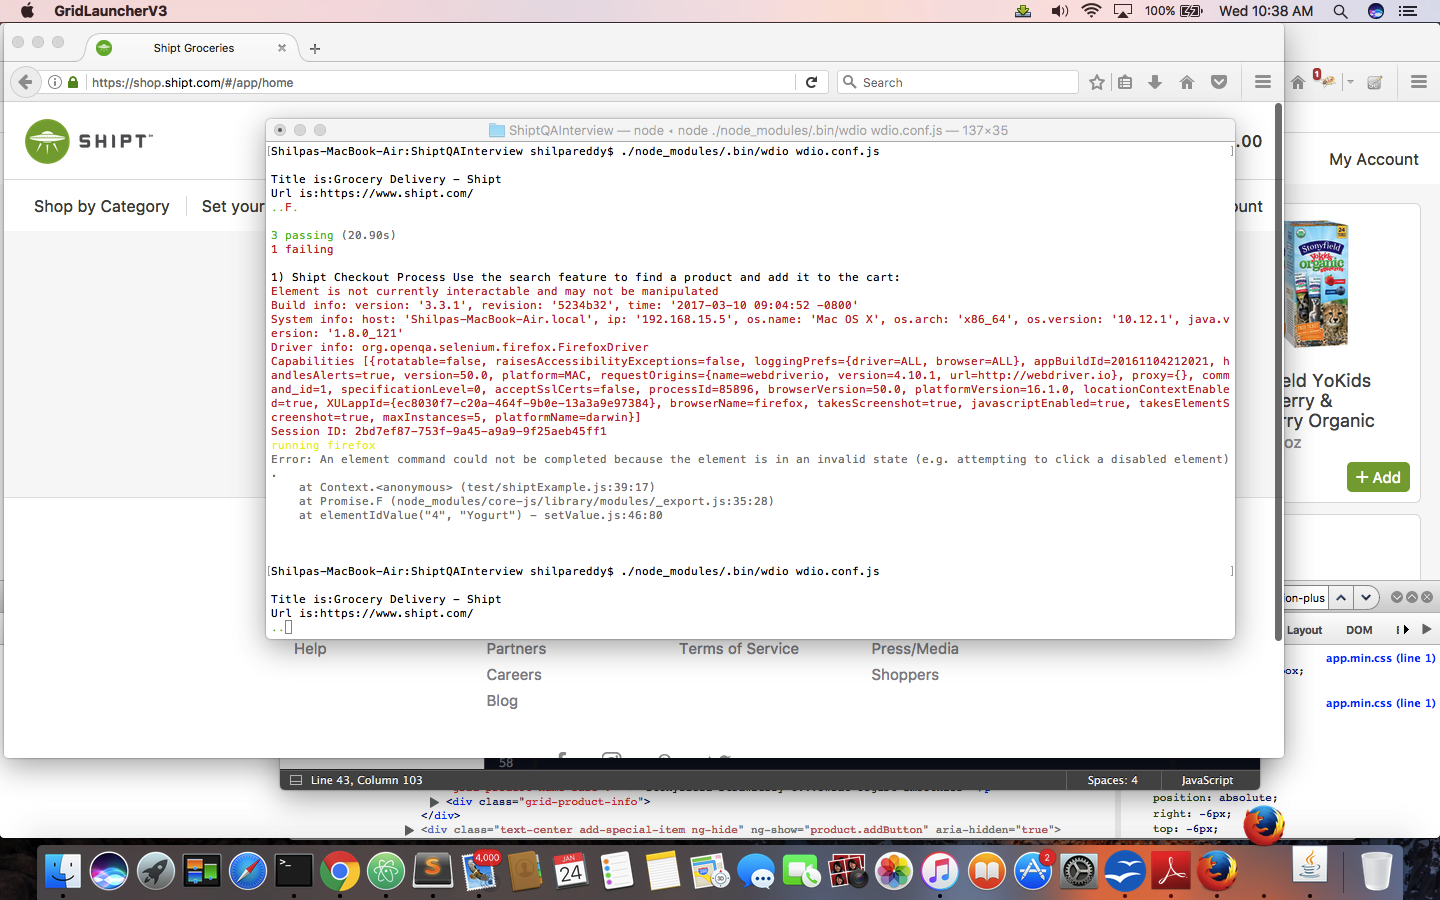 GridLauncherV3
100%
Wed 10:38 AM
Shipt Groceries
https://shop.shipt.com/#/app/home
Search
1
SHIPT
.00
My Account
Shop by Category
Set your
ount
ShiptQAInterview — node • node ./node_modules/.bin/wdio wdio.conf.js — 137×35
[Shilpas-MacBook-Air:ShiptQAInterview shilpareddy$ ./node_modules/.bin/wdio wdio.conf.js ]
Title is:Grocery Delivery - Shipt
Url is:https://www.shipt.com/
..F.
3 passing (20.90s)
1 failing
1) Shipt Checkout Process Use the search feature to find a product and add it to the cart:
Element is not currently interactable and may not be manipulated
Build info: version: '3.3.1', revision: '5234b32', time: '2017-03-10 09:04:52 -0800'
System info: host: 'Shilpas-MacBook-Air.local', ip: '192.168.15.5', os.name: 'Mac OS X', os.arch: 'x86_64', os.version: '10.12.1', java.v
ersion: '1.8.0_121'
Driver info: org.openqa.selenium.firefox.FirefoxDriver
Capabilities [{rotatable=false, raisesAccessibilityExceptions=false, loggingPrefs={driver=ALL, browser=ALL}, appBuildId=20161104212021, h
andlesAlerts=true, version=50.0, platform=MAC, requestOrigins={name=webdriverio, version=4.10.1, url=http://webdriver.io}, proxy={}, comm
and_id=1, specificationLevel=0, acceptSslCerts=false, processId=85896, browserVersion=50.0, platformVersion=16.1.0, locationContextEnable
d=true, XULappId={ec8030f7-c20a-464f-9b0e-13a3a9e97384}, browserName=firefox, takesScreenshot=true, javascriptEnabled=true, takesElementS
creenshot=true, maxInstances=5, platformName=darwin}]
Session ID: 2bd7ef87-753f-9a45-a9a9-9f25aeb45ff1
running firefox
Error: An element command could not be completed because the element is in an invalid state (e.g. attempting to click a disabled element)
.
at Context.<anonymous> (test/shiptExample.js:39:17)
at Promise.F (node_modules/core-js/library/modules/_export.js:35:28)
at elementIdValue("4", "Yogurt") - setValue.js:46:80
[Shilpas-MacBook-Air:ShiptQAInterview shilpareddy$ ./node_modules/.bin/wdio wdio.conf.js ]
Title is:Grocery Delivery - Shipt
Url is:https://www.shipt.com/
..
Stonyfield
YoKids
organic
eld YoKids
erry &
rry Organic
oz
+ Add
ion-plus
Layout
DOM
app.min.css (line 1)
ox;
app.min.css (line 1)
Help
Partners
Terms of Service
Press/Media
Careers
Shoppers
Blog
58
Line 43, Column 103
Spaces: 4
JavaScript
<div class="grid-product-info">
</div>
<div class="text-center add-special-item ng-hide" ng-show="product.addButton" aria-hidden="true">
position: absolute;
right: -6px;
top: -6px;
4,000
JAN
24
2